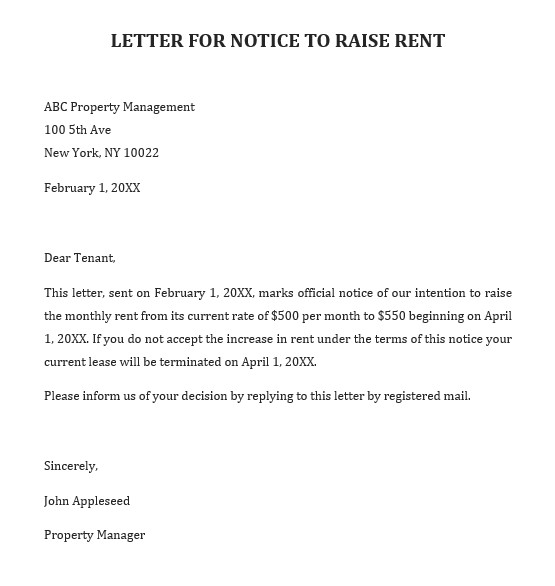 LETTER FOR NOTICE TO RAISE RENT
ABC Property Management
100 5th Ave
New York, NY 10022
February 1, 20XX
Dear Tenant,
This letter, sent on February 1, 20XX, marks official notice of our intention to raise
the monthly rent from its current rate of $500 per month to $550 beginning on April
1, 20XX. If you do not accept the increase in rent under the terms of this notice your
current lease will be terminated on April 1, 20XX.
Please inform us of your decision by replying to this letter by registered mail.
Sincerely,
John Appleseed
Property Manager